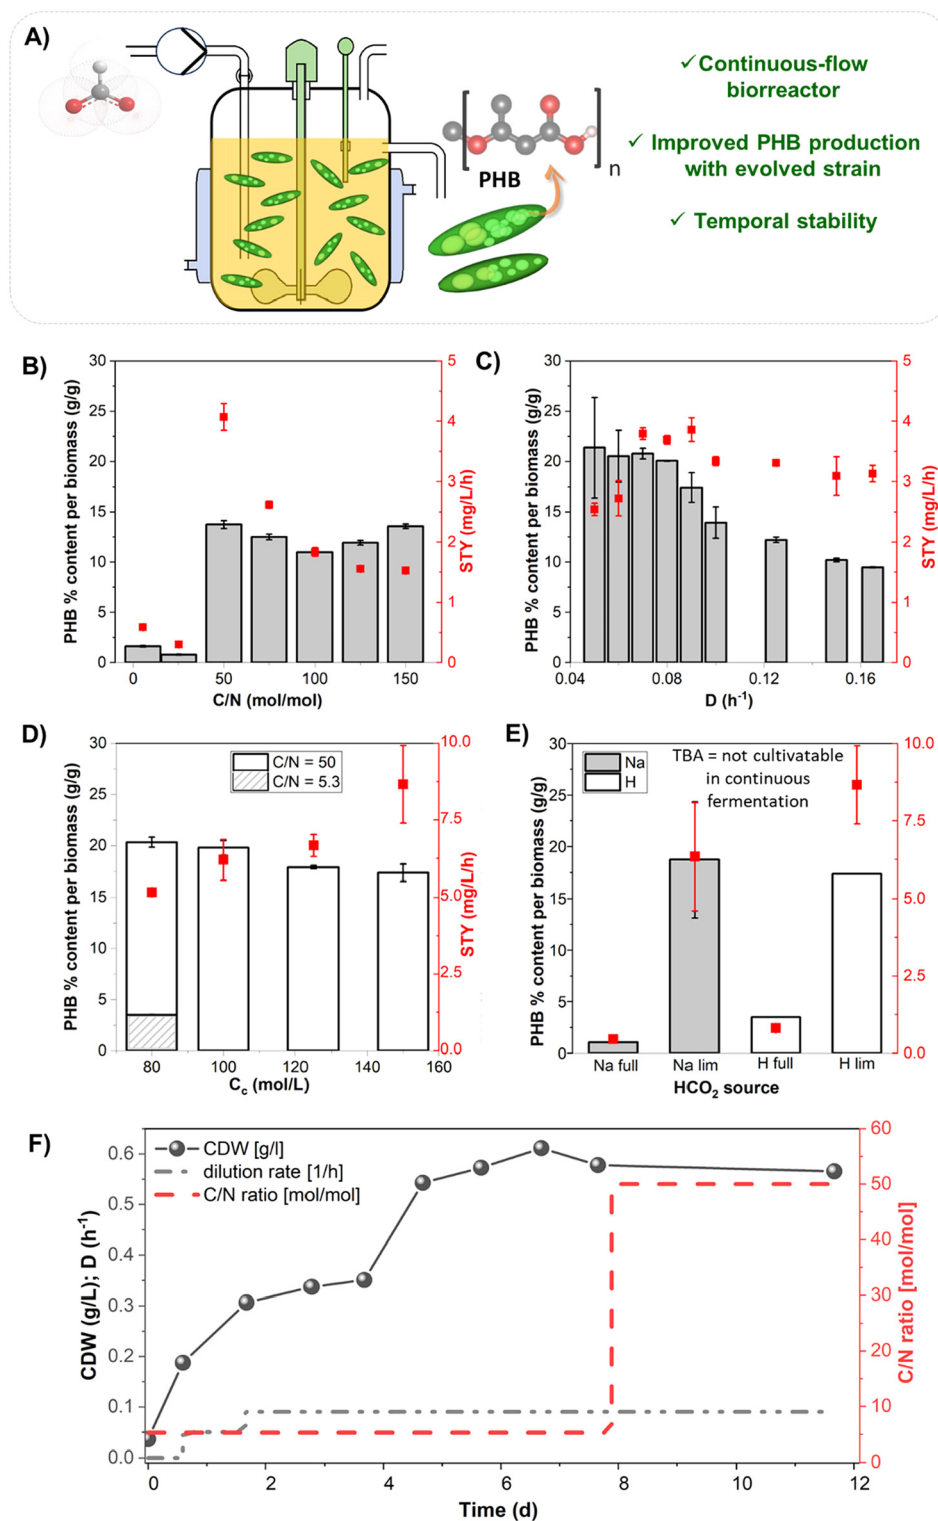 A)
✓Continuous-flow
biorreactor
✓ Improved PHB production
with evolved strain
✓ Temporal stability
PHB
n
B)
PHB % content per biomass (g/g)
30
25
20
15
10
5
0
0
50
100
150
C/N (mol/mol)
5
4
3
2
1
0
STY (mg/L/h)
C)
PHB % content per biomass (g/g)
30
25
20
15
10
5
0
0.04
0.08
0.12
0.16
D (h-1)
5
4
3
2
1
0
STY (mg/L/h)
D)
PHB % content per biomass (g/g)
30
25
20
15
10
5
0
C/N = 50
C/N = 5.3
80
100
120
140
160
Cc (mol/L)
10.0
7.5
5.0
2.5
0.0
STY (mg/L/h)
E)
PHB % content per biomass (g/g)
30
25
20
15
10
5
0
Na
H
TBA = not cultivatable
in continuous
fermentation
Na full
Na lim
H full
H lim
HCO2 source
10.0
7.5
5.0
2.5
0.0
STY (mg/L/h)
F)
CDW (g/L); D (h-1)
0.6
0.5
0.4
0.3
0.2
0.1
0.0
CDW [g/l]
dilution rate [1/h]
C/N ratio [mol/mol]
0
2
4
6
8
10
12
Time (d)
60
50
40
30
20
10
0
C/N ratio [mol/mol]